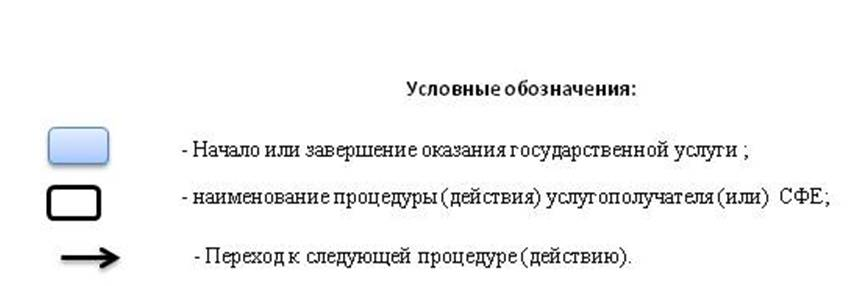 Условные обозначения:
- Начало или завершение оказания государственной услуги ;
- наименование процедуры (действия) услугополучателя (или) СФЕ;
- Переход к следующей процедуре (действию).